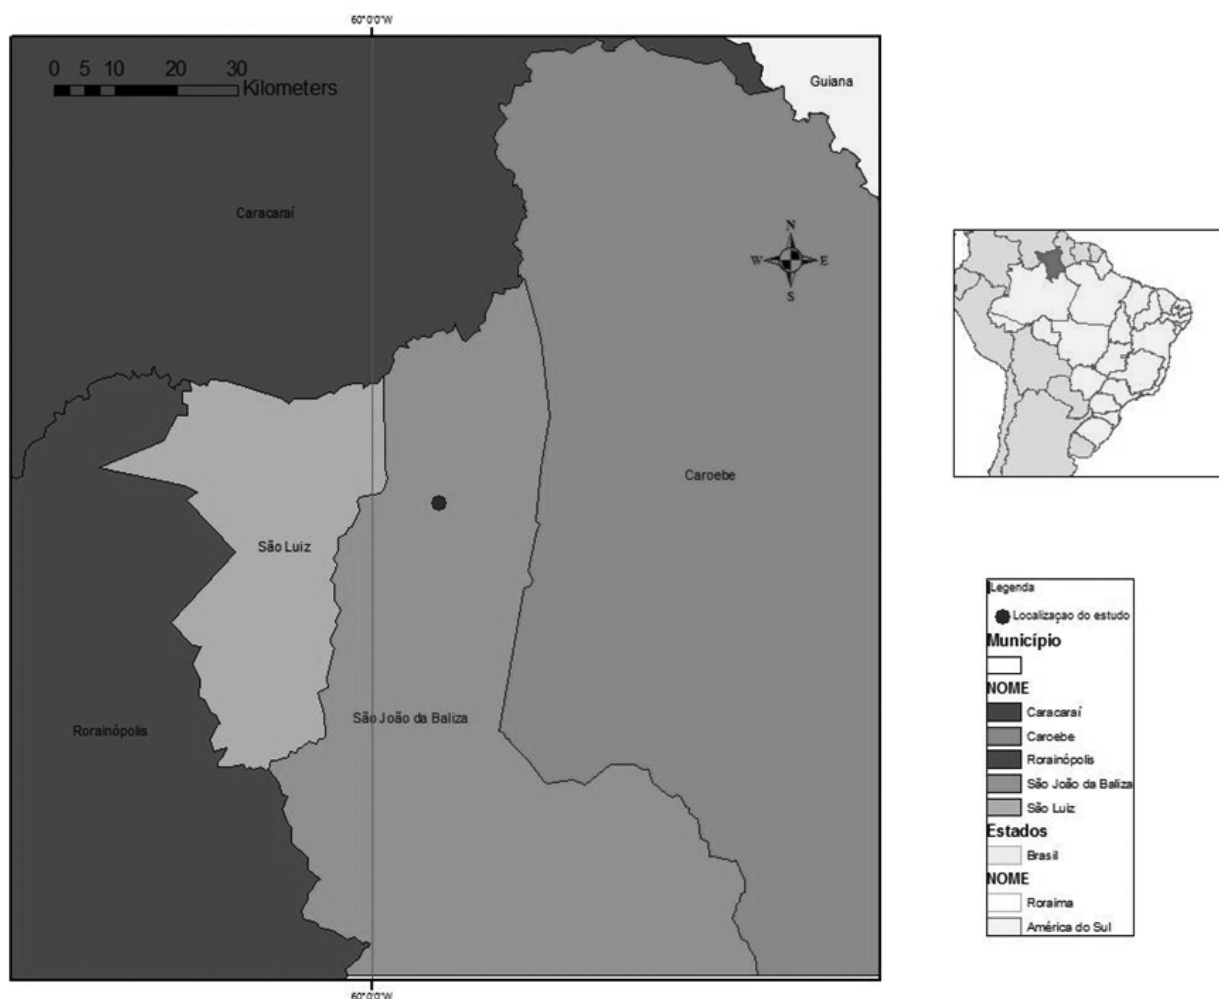 60°0'0"W
0 5 10 20 30
Kilometers
Guiana
Caracaraí
N
W E
S
Caroebe
São Luiz
São João da Baliza
Rorainópolis
60°0'0"W
Legenda
Localizaçao do estudo
Município
NOME
Caracaraí
Caroebe
Rorainópolis
São João da Baliza
São Luiz
Estados
Brasil
NOME
Roraima
América do Sul